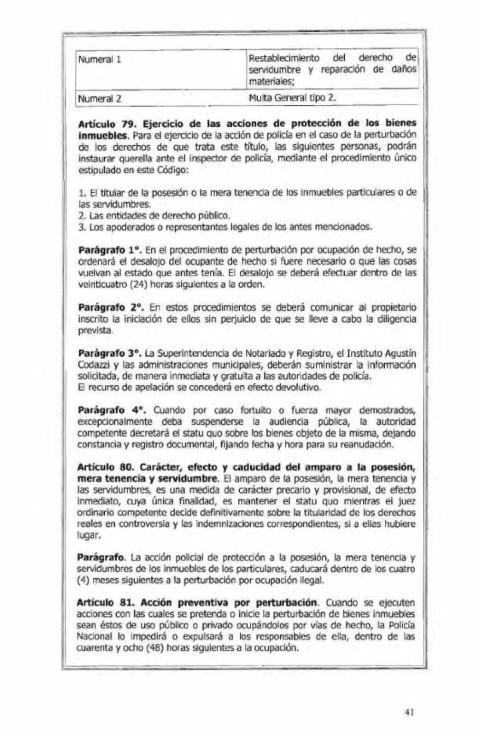 Numeral 1 Restablecimiento del derecho de
servidumbre y reparación de daños
materiales;
Numeral 2 Multa General tipo 2.
Artículo 79. Ejercicio de las acciones de protección de los bienes
inmuebles. Para el ejercicio de la acción de policía en el caso de la perturbación
de los derechos de que trata este título, las siguientes personas, podrán
instaurar querella ante el inspector de policía, mediante el procedimiento único
estipulado en este Código:
1. El titular de la posesión o la mera tenencia de los inmuebles particulares o de
las servidumbres.
2. Las entidades de derecho público.
3. Los apoderados o representantes legales de los antes mencionados.
Parágrafo 1°. En el procedimiento de perturbación por ocupación de hecho, se
ordenará el desalojo del ocupante de hecho si fuere necesario o que las cosas
vuelvan al estado que antes tenía. El desalojo se deberá efectuar dentro de las
veinticuatro (24) horas siguientes a la orden.
Parágrafo 2°. En estos procedimientos se deberá comunicar al propietario
inscrito la iniciación de ellos sin perjuicio de que se lleve a cabo la diligencia
prevista.
Parágrafo 3°. La Superintendencia de Notariado y Registro, el Instituto Agustín
Codazzi y las administraciones municipales, deberán suministrar la información
solicitada, de manera inmediata y gratuita a las autoridades de policía.
El recurso de apelación se concederá en efecto devolutivo.
Parágrafo 4°. Cuando por caso fortuito o fuerza mayor demostrados,
excepcionalmente deba suspenderse la audiencia pública, la autoridad
competente decretará el statu quo sobre los bienes objeto de la misma, dejando
constancia y registro documental, fijando fecha y hora para su reanudación.
Artículo 80. Carácter, efecto y caducidad del amparo a la posesión,
mera tenencia y servidumbre. El amparo de la posesión, la mera tenencia y
las servidumbres, es una medida de carácter precario y provisional, de efecto
inmediato, cuya única finalidad, es mantener el statu quo mientras el juez
ordinario competente decide definitivamente sobre la titularidad de los derechos
reales en controversia y las indemnizaciones correspondientes, si a ellas hubiere
lugar.
Parágrafo. La acción policial de protección a la posesión, la mera tenencia y
servidumbres de los inmuebles de los particulares, caducará dentro de los cuatro
(4) meses siguientes a la perturbación por ocupación ilegal.
Artículo 81. Acción preventiva por perturbación. Cuando se ejecuten
acciones con las cuales se pretenda o inicie la perturbación de bienes inmuebles
sean éstos de uso público o privado ocupándolos por vías de hecho, la Policía
Nacional lo impedirá o expulsará a los responsables de ella, dentro de las
cuarenta y ocho (48) horas siguientes a la ocupación.
41